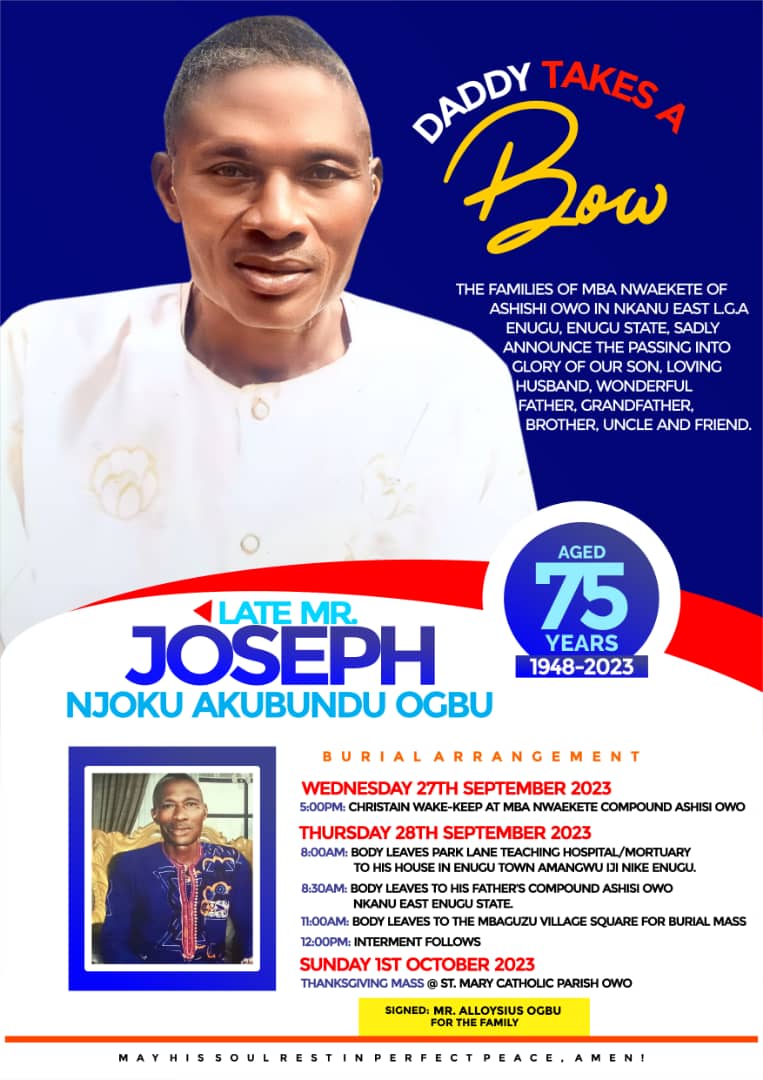 DADDY TAKES A
Bow
THE FAMILIES OF MBA NWAEKETE OF
ASHISHI OWO IN NKANU EAST L.G.A
ENUGU, ENUGU STATE, SADLY
ANNOUNCE THE PASSING INTO
GLORY OF OUR SON, LOVING
HUSBAND, WONDERFUL
FATHER, GRANDFATHER,
BROTHER, UNCLE AND FRIEND.
AGED
75
YEARS
1948-2023
LATE MR.
JOSEPH
NJOKU AKUBUNDU OGBU
BURIAL ARRANGEMENT
WEDNESDAY 27TH SEPTEMBER 2023
5:00PM: CHRISTAIN WAKE-KEEP AT MBA NWAEKETE COMPOUND ASHISI OWO
THURSDAY 28TH SEPTEMBER 2023
8:00AM: BODY LEAVES PARK LANE TEACHING HOSPITAL/MORTUARY
TO HIS HOUSE IN ENUGU TOWN AMANGWU IJI NIKE ENUGU.
8:30AM: BODY LEAVES TO HIS FATHER'S COMPOUND ASHISI OWO
NKANU EAST ENUGU STATE.
11:00AM: BODY LEAVES TO THE MBAGUZU VILLAGE SQUARE FOR BURIAL MASS
12:00PM: INTERMENT FOLLOWS
SUNDAY 1ST OCTOBER 2023
THANKSGIVING MASS @ ST. MARY CATHOLIC PARISH OWO
SIGNED: MR. ALLOYSIUS OGBU
FOR THE FAMILY
MAY HIS SOUL REST IN PERFECT PEACE, AMEN!